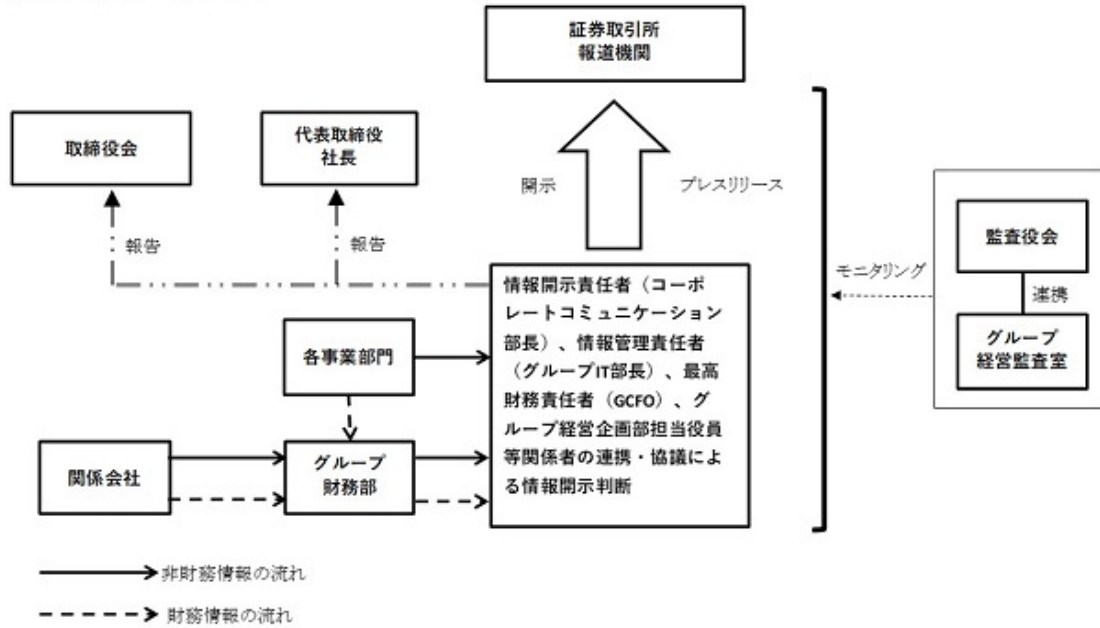 証券取引所
報道機関
取締役会
代表取締役
社長
開示
プレスリリース
報告
報告
監査役会
モニタリング
連携
グループ
経営監査室
情報開示責任者（コーポ
レートコミュニケーション
部長）、情報管理責任者
（グループIT部長）、最高
財務責任者（GCFO）、グ
ループ経営企画部担当役員
等関係者の連携・協議によ
る情報開示判断
各事業部門
関係会社
グループ
財務部
非財務情報の流れ
財務情報の流れ